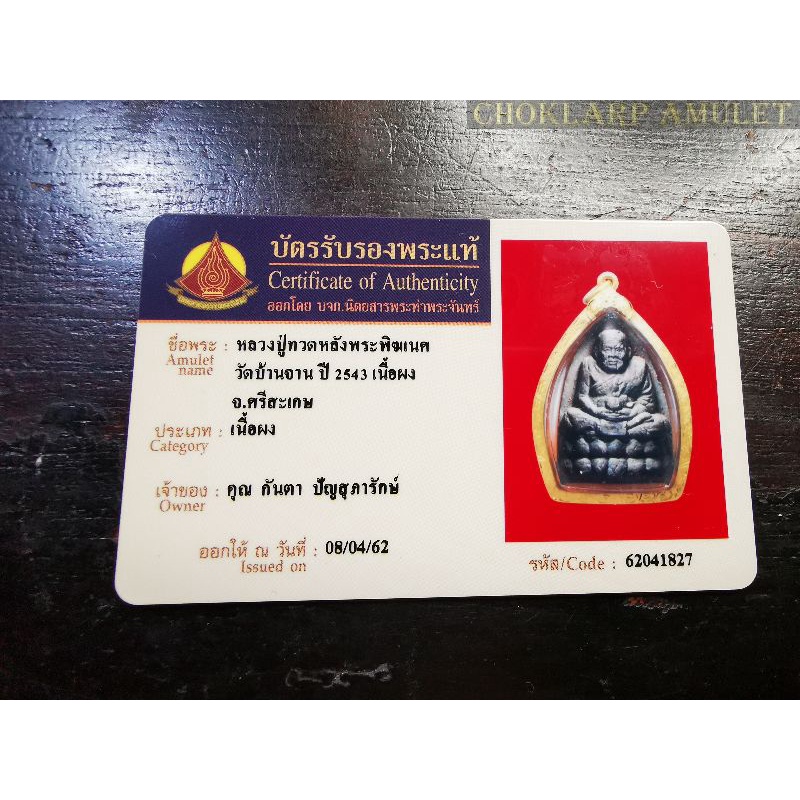 CHOKLARP AMULET
บัตรรับรองพระแท้
Certificate of Authenticity
ออกโดย บจก.นิตยสารพระท่าพระจันทร์
ชื่อพระ : หลวงปู่ทวดหลังพระพิฆเนศ
Amulet name
วัดบ้านจาน ปี 2543 เนื้อผง
จ.ศรีสะเกษ
ประเภท : เนื้อผง
Category
เจ้าของ : คุณ กันตา ปัญสุภารักษ์
Owner
ออกให้ ณ วันที่ : 08/04/62
Issued on
รหัส/Code : 62041827